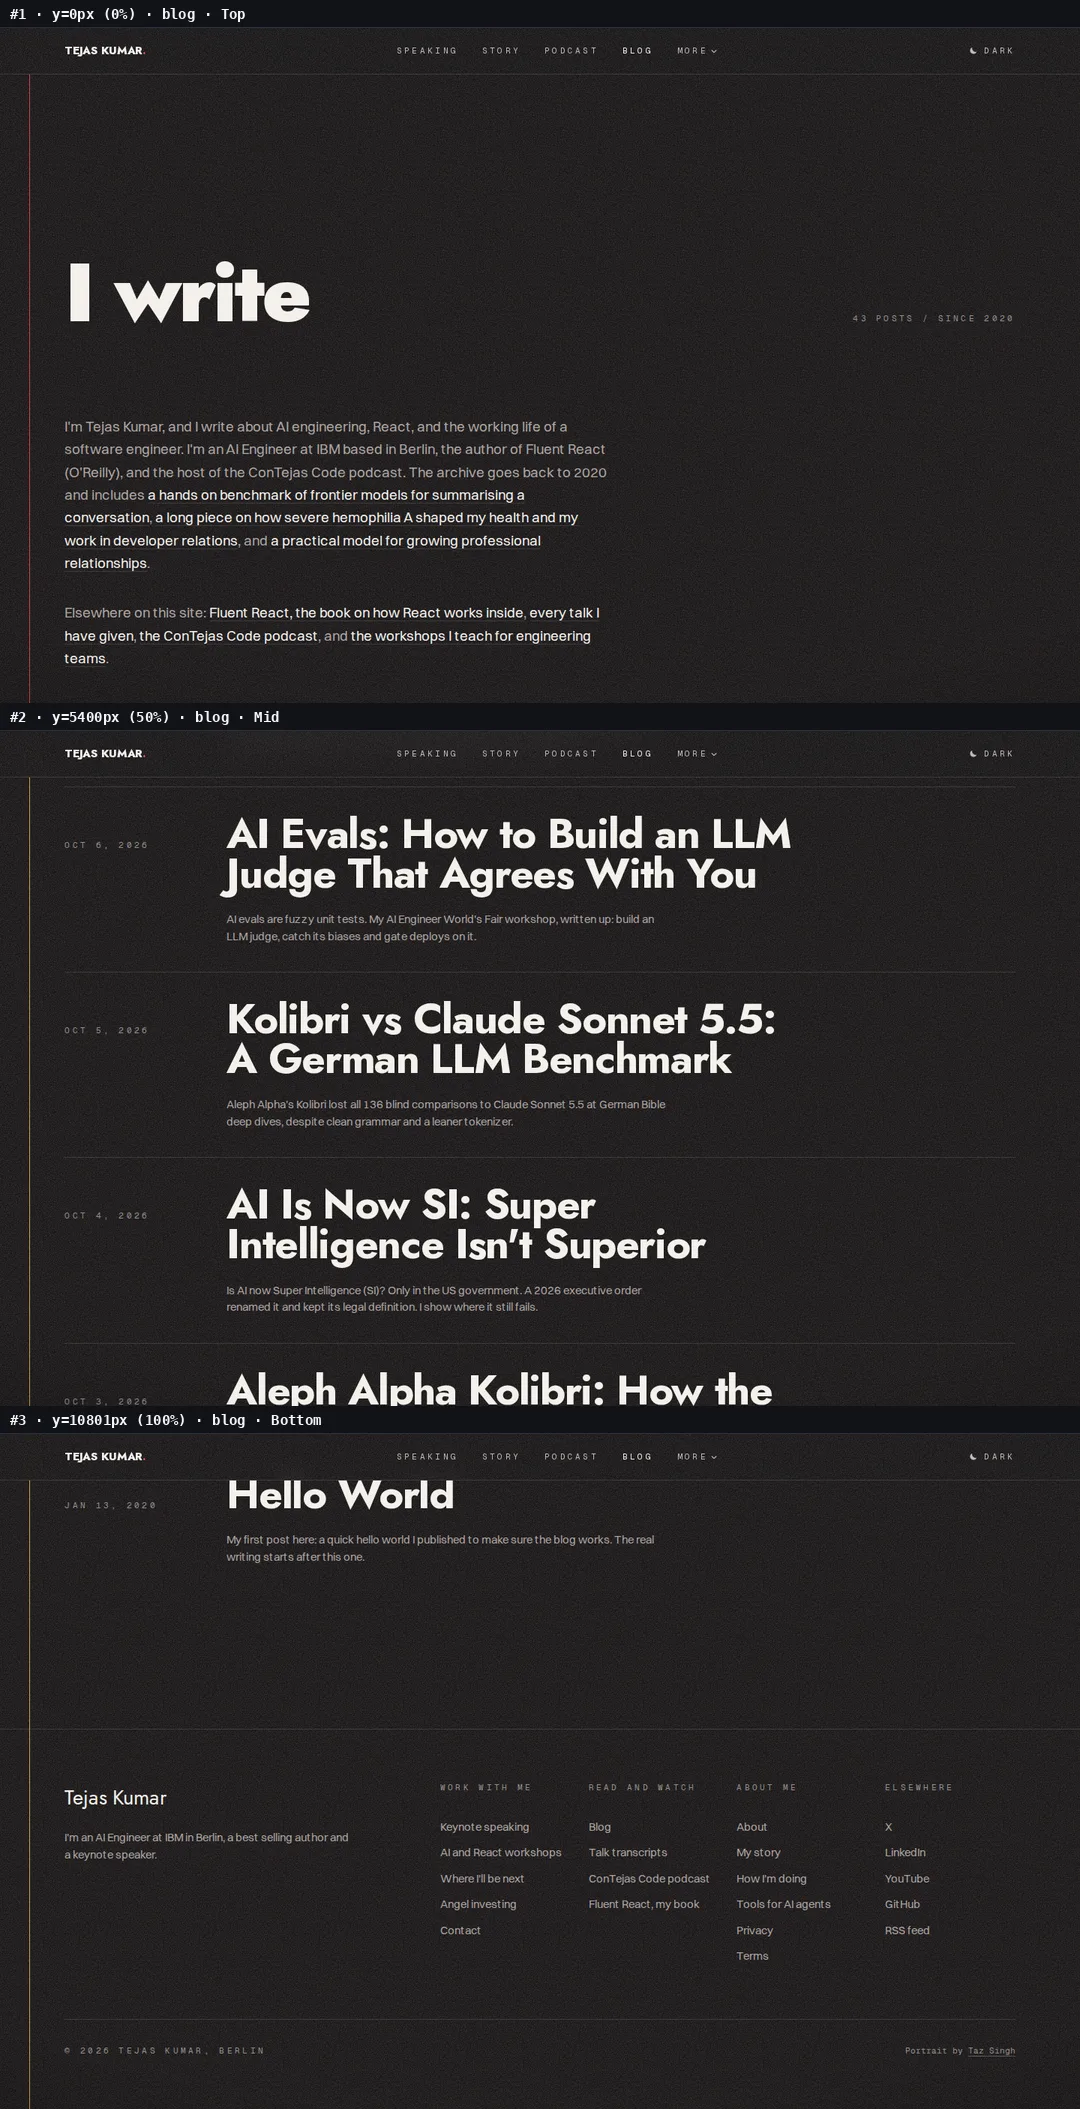 #1 · y=0px (0%) · blog · Top
TEJAS KUMAR.
SPEAKING STORY PODCAST BLOG MORE
DARK
I write
43 POSTS / SINCE 2020
I'm Tejas Kumar, and I write about AI engineering, React, and the working life of a
software engineer. I'm an AI Engineer at IBM based in Berlin, the author of Fluent React
(O'Reilly), and the host of the ConTejas Code podcast. The archive goes back to 2020
and includes a hands on benchmark of frontier models for summarising a
conversation, a long piece on how severe hemophilia A shaped my health and my
work in developer relations, and a practical model for growing professional
relationships.
Elsewhere on this site: Fluent React, the book on how React works inside, every talk I
have given, the ConTejas Code podcast, and the workshops I teach for engineering
teams.
#2 · y=5400px (50%) · blog · Mid
TEJAS KUMAR.
SPEAKING STORY PODCAST BLOG MORE
DARK
OCT 6, 2026
AI Evals: How to Build an LLM
Judge That Agrees With You
AI evals are fuzzy unit tests. My AI Engineer World's Fair workshop, written up: build an
LLM judge, catch its biases and gate deploys on it.
OCT 5, 2026
Kolibri vs Claude Sonnet 5.5:
A German LLM Benchmark
Aleph Alpha's Kolibri lost all 136 blind comparisons to Claude Sonnet 5.5 at German Bible
deep dives, despite clean grammar and a leaner tokenizer.
OCT 4, 2026
AI Is Now SI: Super
Intelligence Isn't Superior
Is AI now Super Intelligence (SI)? Only in the US government. A 2026 executive order
renamed it and kept its legal definition. I show where it still fails.
OCT 3, 2026
Aleph Alpha Kolibri: How the
#3 · y=10801px (100%) · blog · Bottom
TEJAS KUMAR.
SPEAKING STORY PODCAST BLOG MORE
DARK
JAN 13, 2020
Hello World
My first post here: a quick hello world I published to make sure the blog works. The real
writing starts after this one.
Tejas Kumar
I'm an AI Engineer at IBM in Berlin, a best selling author and
a keynote speaker.
WORK WITH ME
Keynote speaking
AI and React workshops
Where I'll be next
Angel investing
Contact
READ AND WATCH
Blog
Talk transcripts
ConTejas Code podcast
Fluent React, my book
ABOUT ME
About
My story
How I'm doing
Tools for AI agents
Privacy
Terms
ELSEWHERE
X
LinkedIn
YouTube
GitHub
RSS feed
© 2026 TEJAS KUMAR, BERLIN
Portrait by Taz Singh